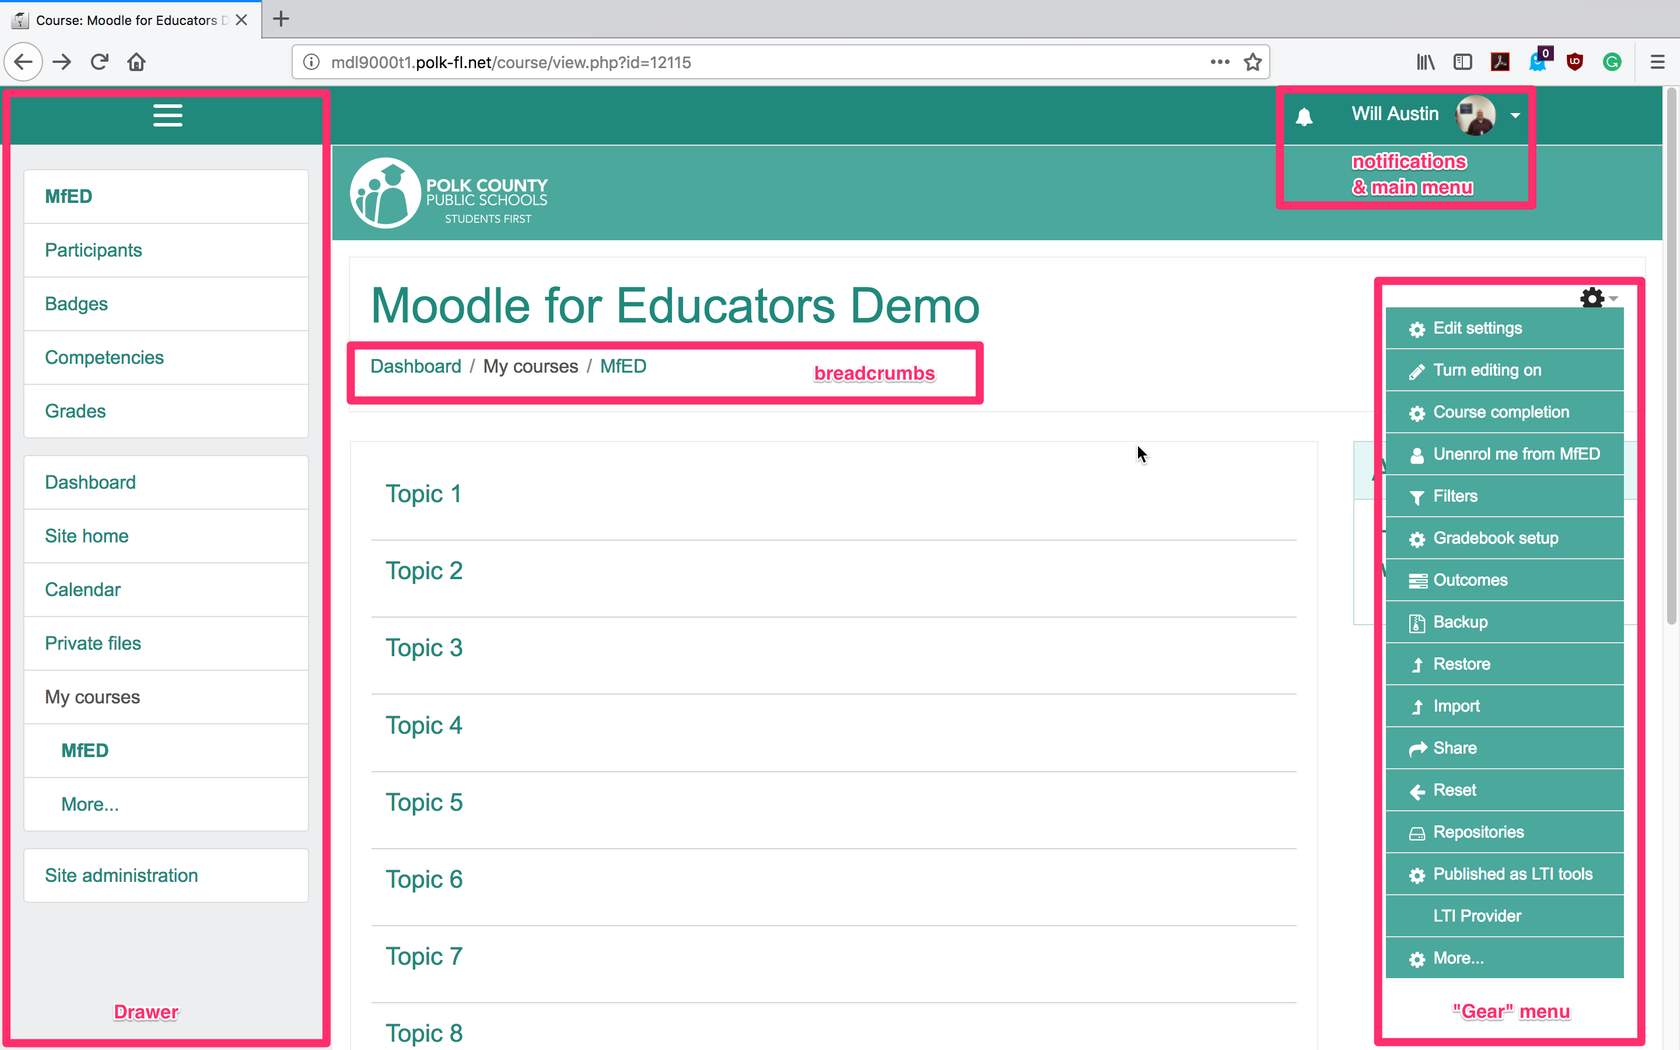 Course: Moodle for Educators D
mdl9000t1.polk-fl.net/course/view.php?id=12115
0
Will Austin
notifications
& main menu
POLK COUNTY
PUBLIC SCHOOLS
STUDENTS FIRST
MfED
Participants
Badges
Competencies
Grades
Dashboard
Site home
Calendar
Private files
My courses
MfED
More...
Site administration
Drawer
Moodle for Educators Demo
Dashboard / My courses / MfED
breadcrumbs
Topic 1
Topic 2
Topic 3
Topic 4
Topic 5
Topic 6
Topic 7
Topic 8
Edit settings
Turn editing on
Course completion
Unenrol me from MfED
Filters
Gradebook setup
Outcomes
Backup
Restore
Import
Share
Reset
Repositories
Published as LTI tools
LTI Provider
More...
"Gear" menu